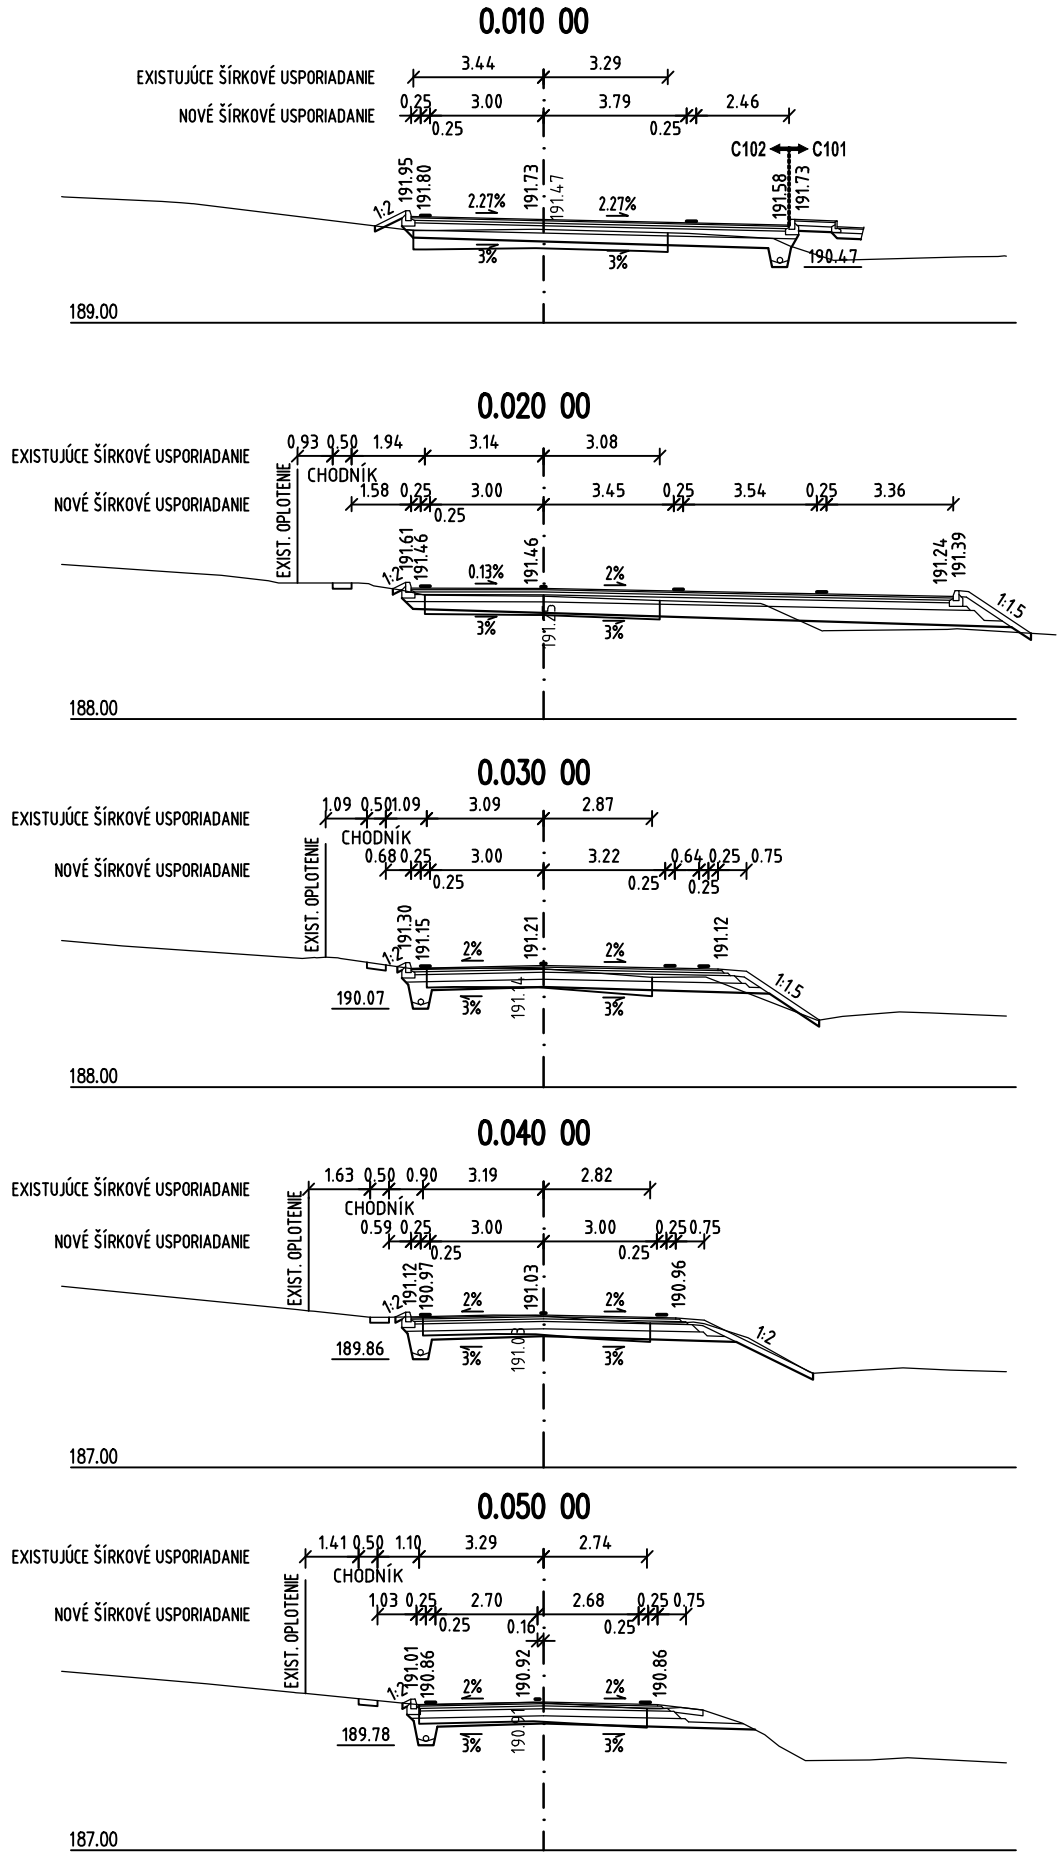 0.010 00
3.44 3.29
EXISTUJÚCE ŠÍRKOVÉ USPORIADANIE
0.25 3.00 3.79 2.46
NOVÉ ŠÍRKOVÉ USPORIADANIE
0.25 0.25
C102 C101
191.95 191.80 191.73 191.47 191.58 191.73
1:2 2.27% 2.27%
3% 3% 190.47
189.00
0.020 00
0.93 0.50 1.94 3.14 3.08
EXISTUJÚCE ŠÍRKOVÉ USPORIADANIE
CHODNÍK
1.58 0.25 3.00 3.45 0.25 3.54 0.25 3.36
NOVÉ ŠÍRKOVÉ USPORIADANIE
0.25
EXIST. OPLOTENIE
191.61 191.46 191.46 191.24 191.39
1:2 0.13% 2% 1:1.5
3% 3%
188.00
0.030 00
1.09 0.50 1.09 3.09 2.87
EXISTUJÚCE ŠÍRKOVÉ USPORIADANIE
CHODNÍK
0.68 0.25 3.00 3.22 0.64 0.25 0.75
NOVÉ ŠÍRKOVÉ USPORIADANIE
0.25 0.25 0.25
EXIST. OPLOTENIE
191.30 191.15 191.21 191.12
1:2 2% 2% 1:1.5
190.07 3% 191.14 3%
188.00
0.040 00
1.63 0.50 0.90 3.19 2.82
EXISTUJÚCE ŠÍRKOVÉ USPORIADANIE
CHODNÍK
0.59 0.25 3.00 3.00 0.25 0.75
NOVÉ ŠÍRKOVÉ USPORIADANIE
0.25 0.25
EXIST. OPLOTENIE
191.12 190.97 191.03 190.96
1:2 2% 2% 1:2
189.86 3% 3%
187.00
0.050 00
1.41 0.50 1.10 3.29 2.74
EXISTUJÚCE ŠÍRKOVÉ USPORIADANIE
CHODNÍK
1.03 0.25 2.70 2.68 0.25 0.75
NOVÉ ŠÍRKOVÉ USPORIADANIE
0.25 0.16 0.25
EXIST. OPLOTENIE
191.01 190.86 190.92 190.86
1:2 2% 2%
189.78 3% 190.91 3%
187.00